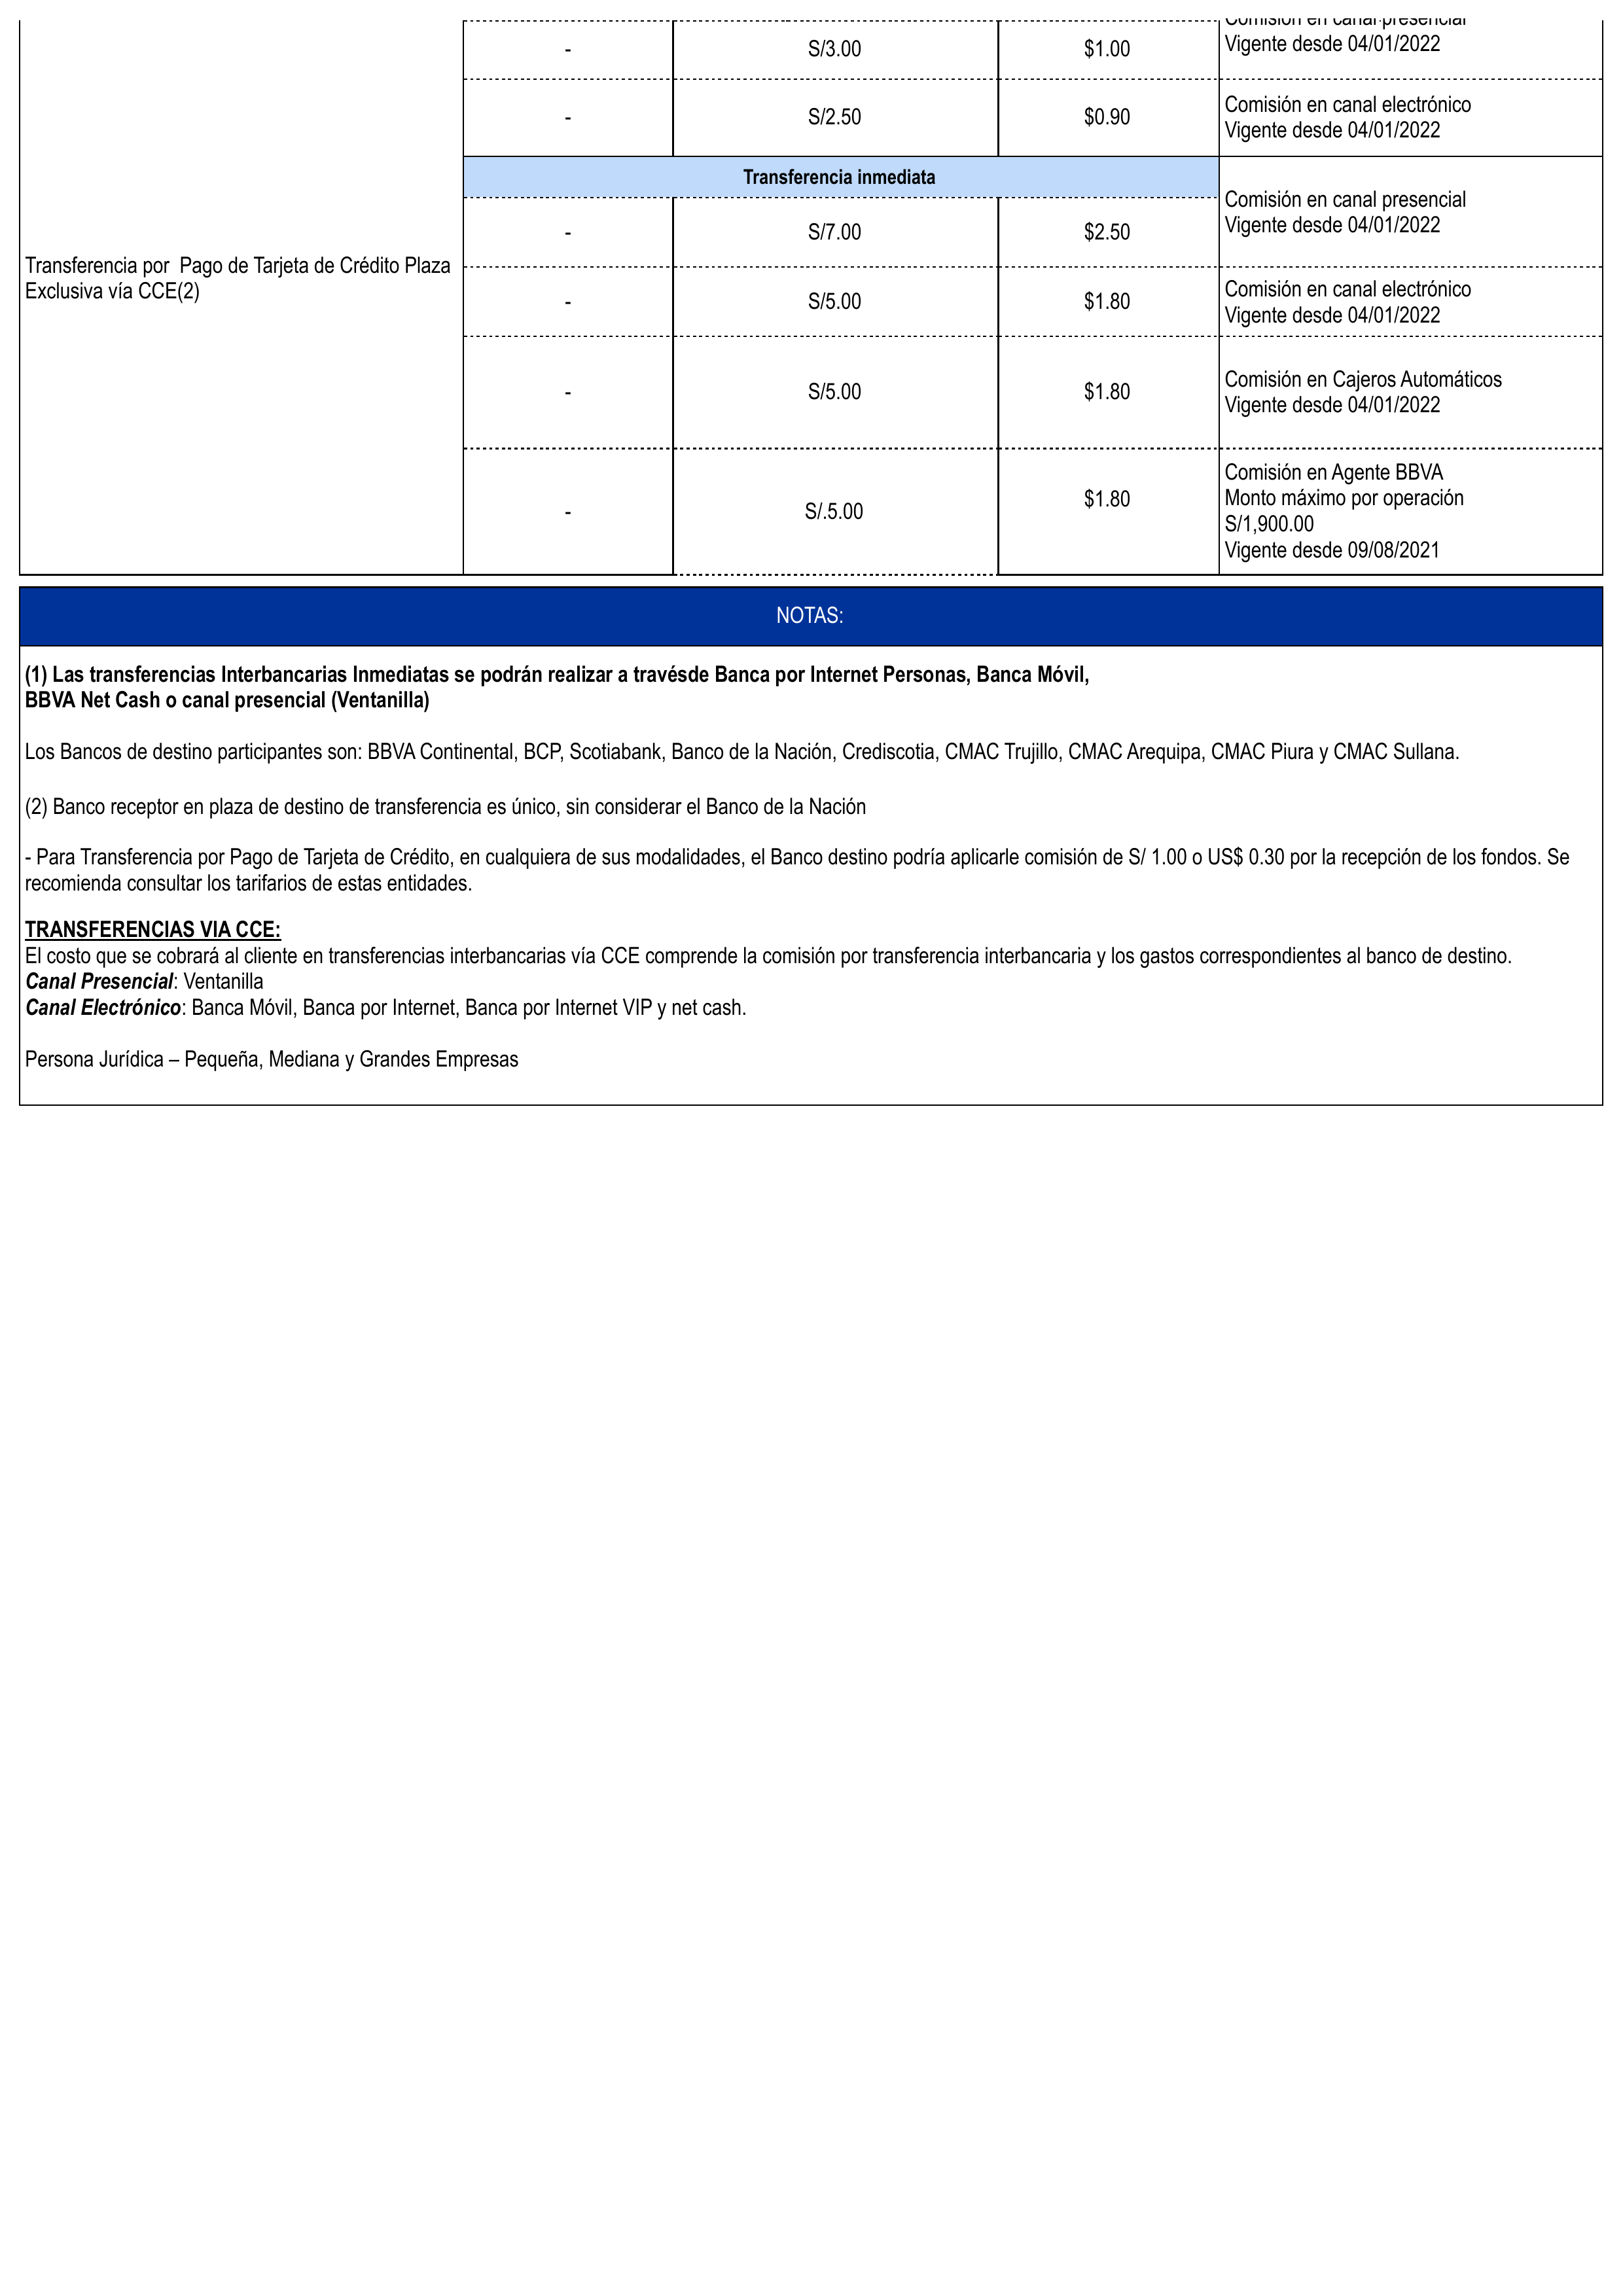 Comisión en canal presencial
- S/3.00 $1.00 Vigente desde 04/01/2022
- S/2.50 $0.90 Comisión en canal electrónico
Vigente desde 04/01/2022
Transferencia inmediata
Comisión en canal presencial
Vigente desde 04/01/2022
- S/7.00 $2.50
Transferencia por Pago de Tarjeta de Crédito Plaza
Exclusiva vía CCE(2)
- S/5.00 $1.80 Comisión en canal electrónico
Vigente desde 04/01/2022
- S/5.00 $1.80 Comisión en Cajeros Automáticos
Vigente desde 04/01/2022
- S/.5.00 $1.80 Comisión en Agente BBVA
Monto máximo por operación
S/1,900.00
Vigente desde 09/08/2021
NOTAS:
(1) Las transferencias Interbancarias Inmediatas se podrán realizar a travésde Banca por Internet Personas, Banca Móvil,
BBVA Net Cash o canal presencial (Ventanilla)
Los Bancos de destino participantes son: BBVA Continental, BCP, Scotiabank, Banco de la Nación, Crediscotia, CMAC Trujillo, CMAC Arequipa, CMAC Piura y CMAC Sullana.
(2) Banco receptor en plaza de destino de transferencia es único, sin considerar el Banco de la Nación
- Para Transferencia por Pago de Tarjeta de Crédito, en cualquiera de sus modalidades, el Banco destino podría aplicarle comisión de S/ 1.00 o US$ 0.30 por la recepción de los fondos. Se
recomienda consultar los tarifarios de estas entidades.
TRANSFERENCIAS VIA CCE:
El costo que se cobrará al cliente en transferencias interbancarias vía CCE comprende la comisión por transferencia interbancaria y los gastos correspondientes al banco de destino.
Canal Presencial: Ventanilla
Canal Electrónico: Banca Móvil, Banca por Internet, Banca por Internet VIP y net cash.
Persona Jurídica – Pequeña, Mediana y Grandes Empresas